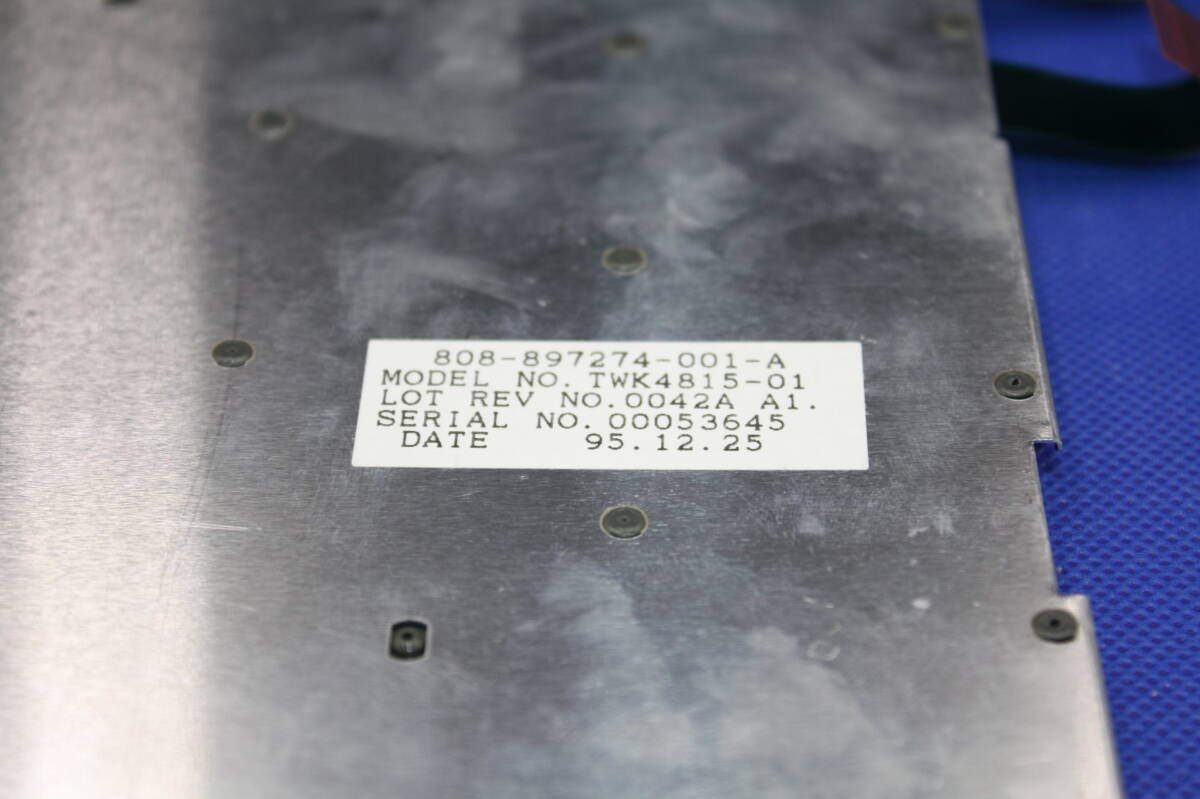 808-897274-001-A
MODEL NO. TWK4815-01
LOT REV NO.0042A A1.
SERIAL NO.00053645
DATE 95.12.25